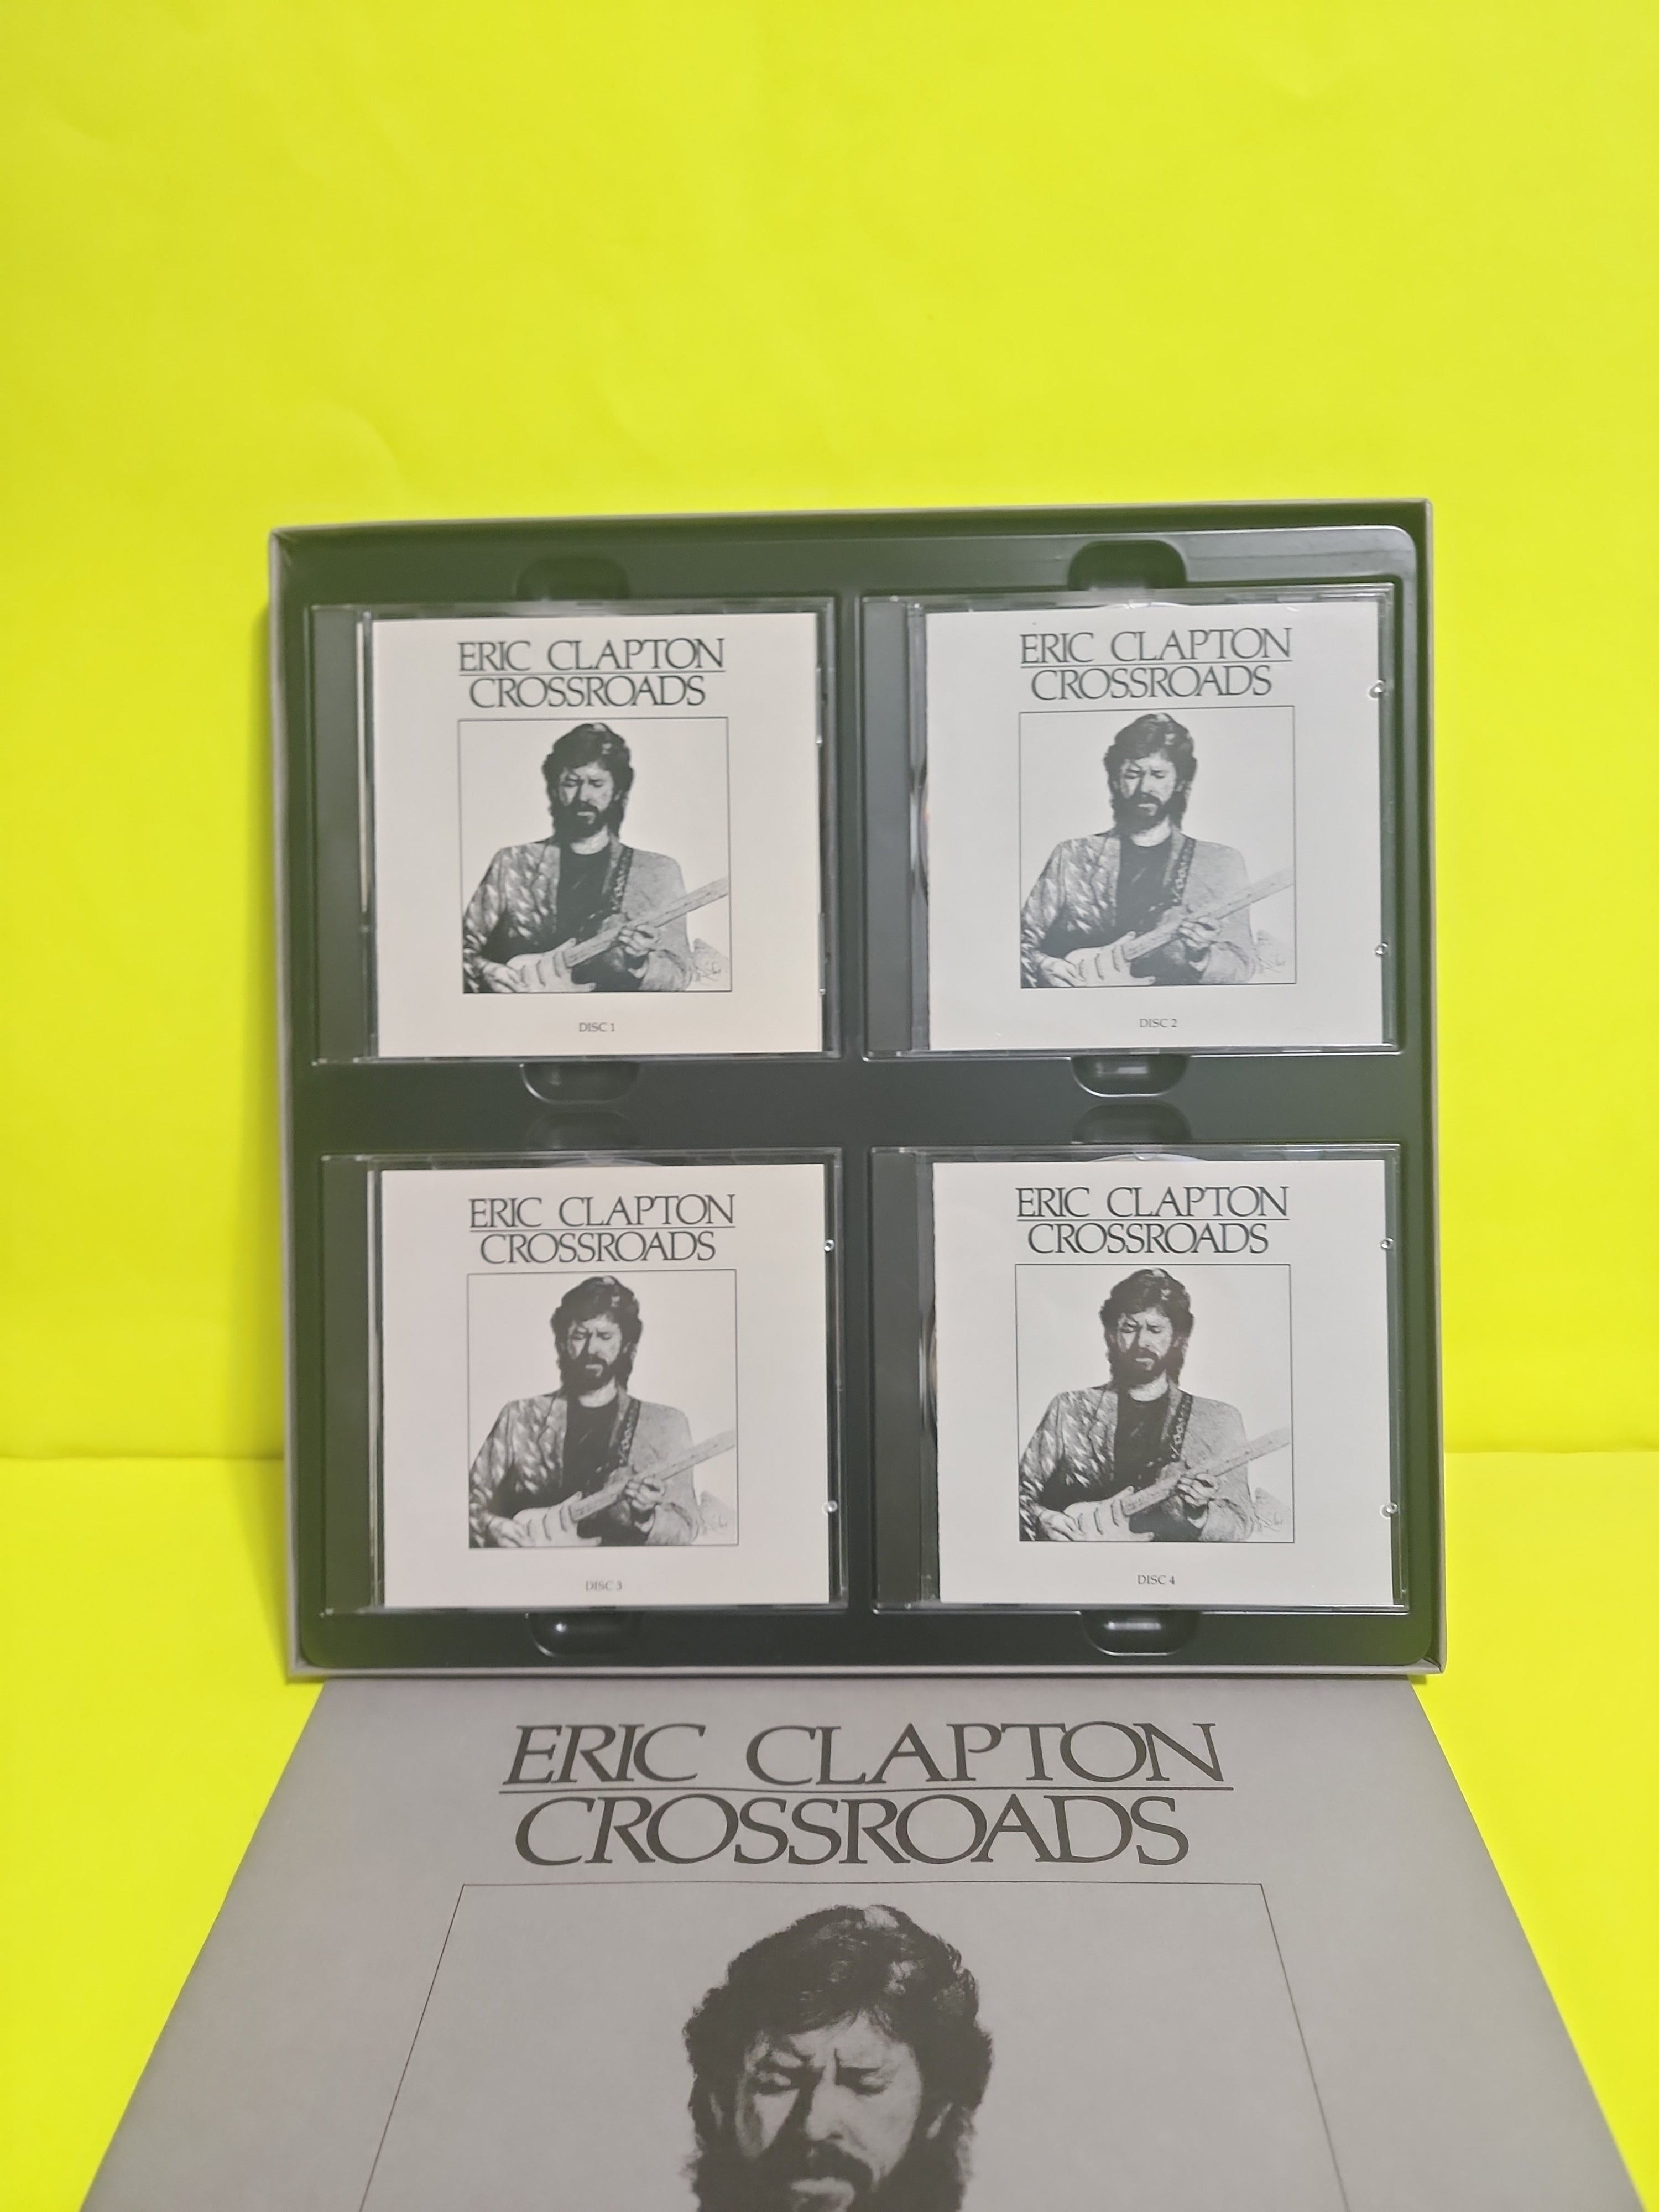 ERIC CLAPTON
CROSSROADS
DISC 1
ERIC CLAPTON
CROSSROADS
DISC 2
ERIC CLAPTON
CROSSROADS
DISC 3
ERIC CLAPTON
CROSSROADS
DISC 4
ERIC CLAPTON
CROSSROADS